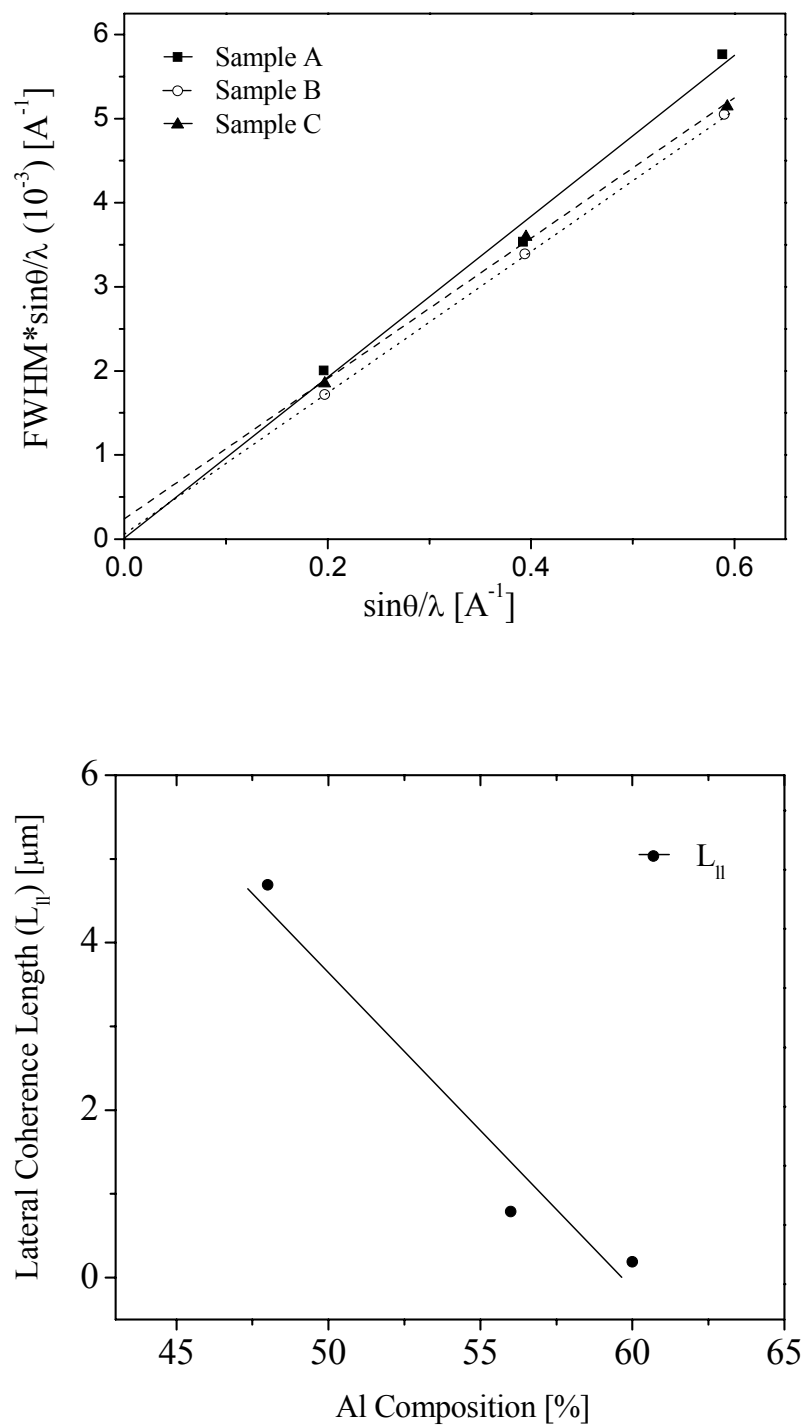 6
5
4
3
2
1
0
FWHM*sinθ/λ (10⁻³) [A⁻¹]
Sample A
Sample B
Sample C
0.0 0.2 0.4 0.6
sinθ/λ [A⁻¹]
6
4
2
0
Lateral Coherence Length (L_ll) [μm]
L_ll
45 50 55 60 65
Al Composition [%]